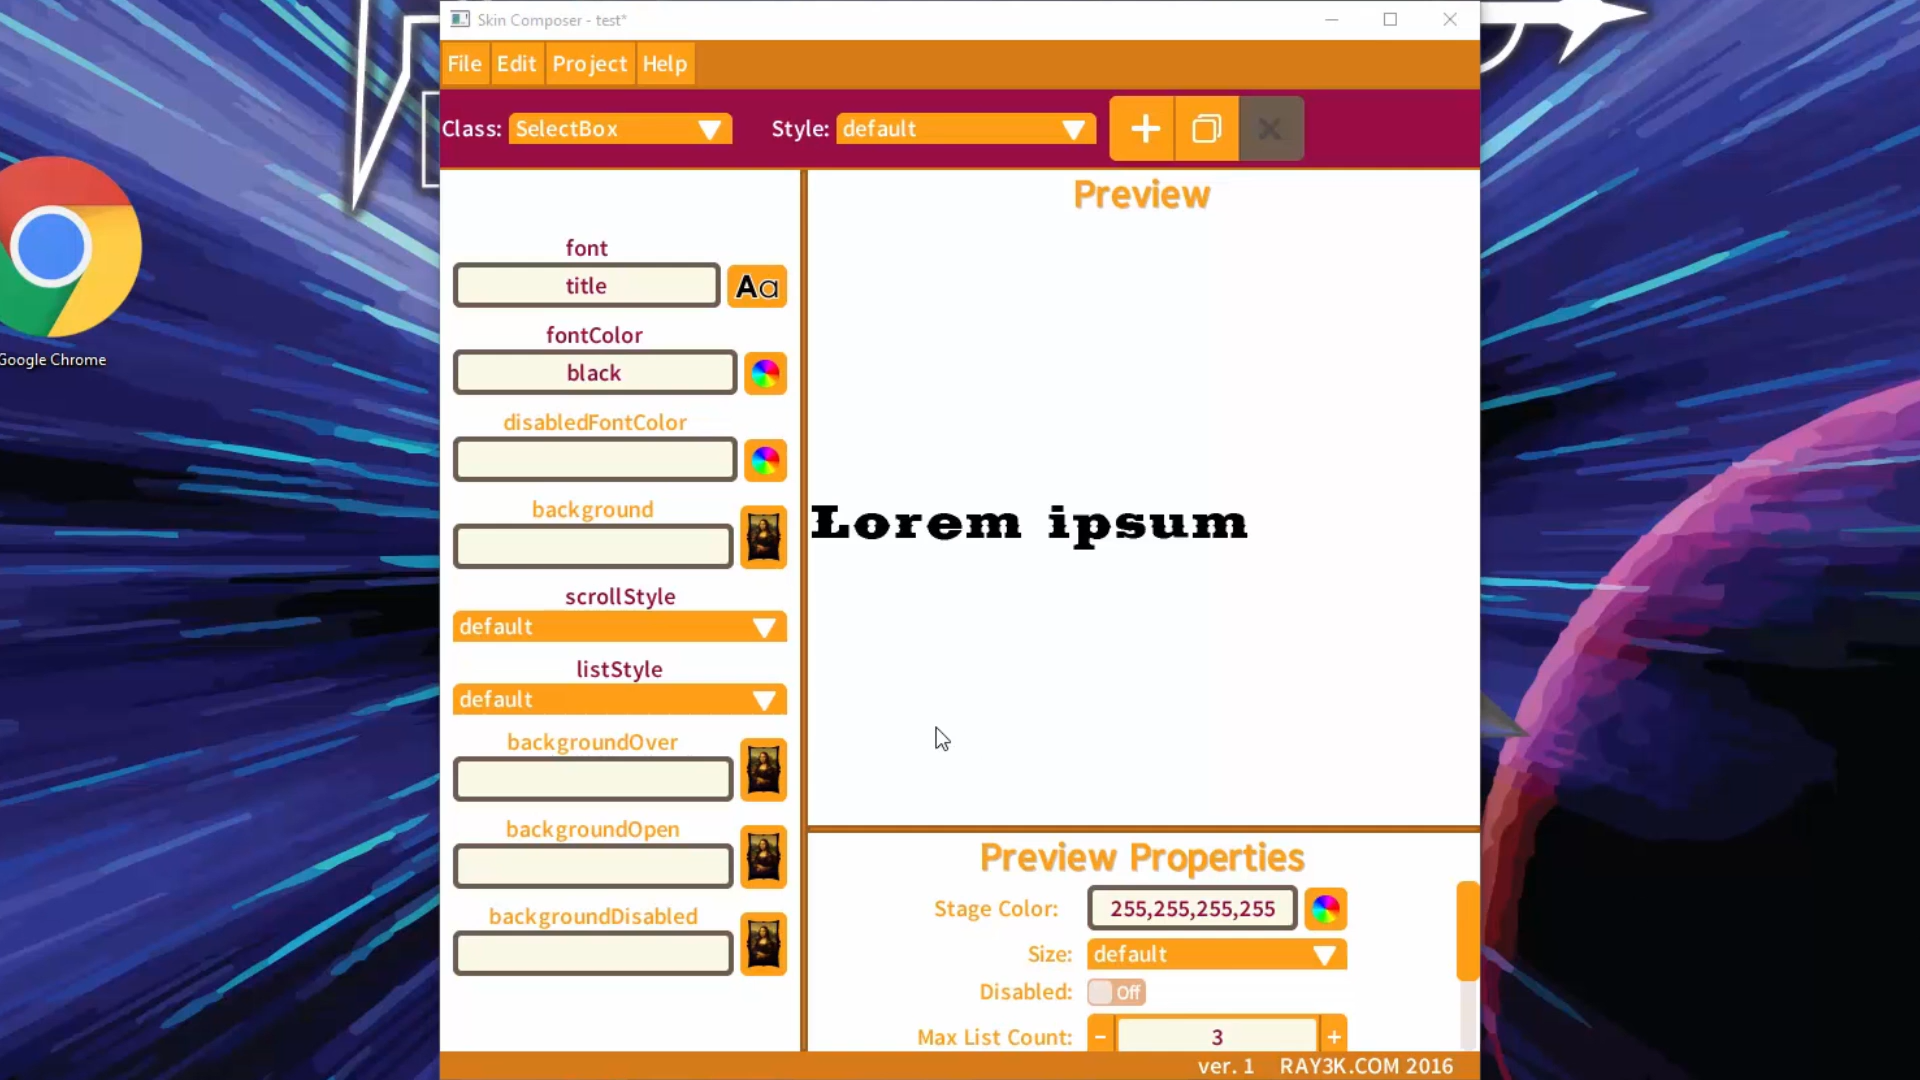 Skin Composer - test*
File Edit Project Help
Class: SelectBox Style: default
Preview
font
title Aa
fontColor
black
disabledFontColor
background
Lorem ipsum
scrollStyle
default
listStyle
default
backgroundOver
backgroundOpen
backgroundDisabled
Google Chrome
Preview Properties
Stage Color: 255,255,255,255
Size: default
Disabled: Off
Max List Count: - 3 +
ver. 1 RAY3K.COM 2016